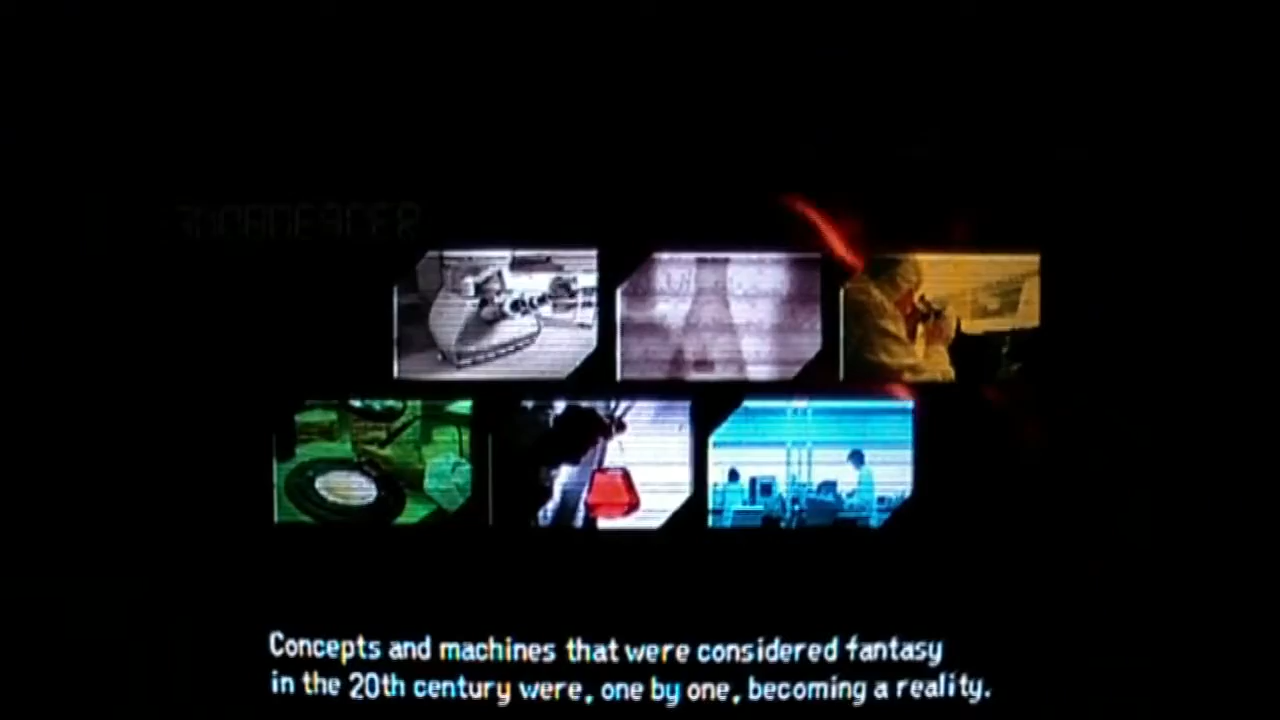 Concepts and machines that were considered fantasy
in the 20th century were, one by one, becoming a reality.